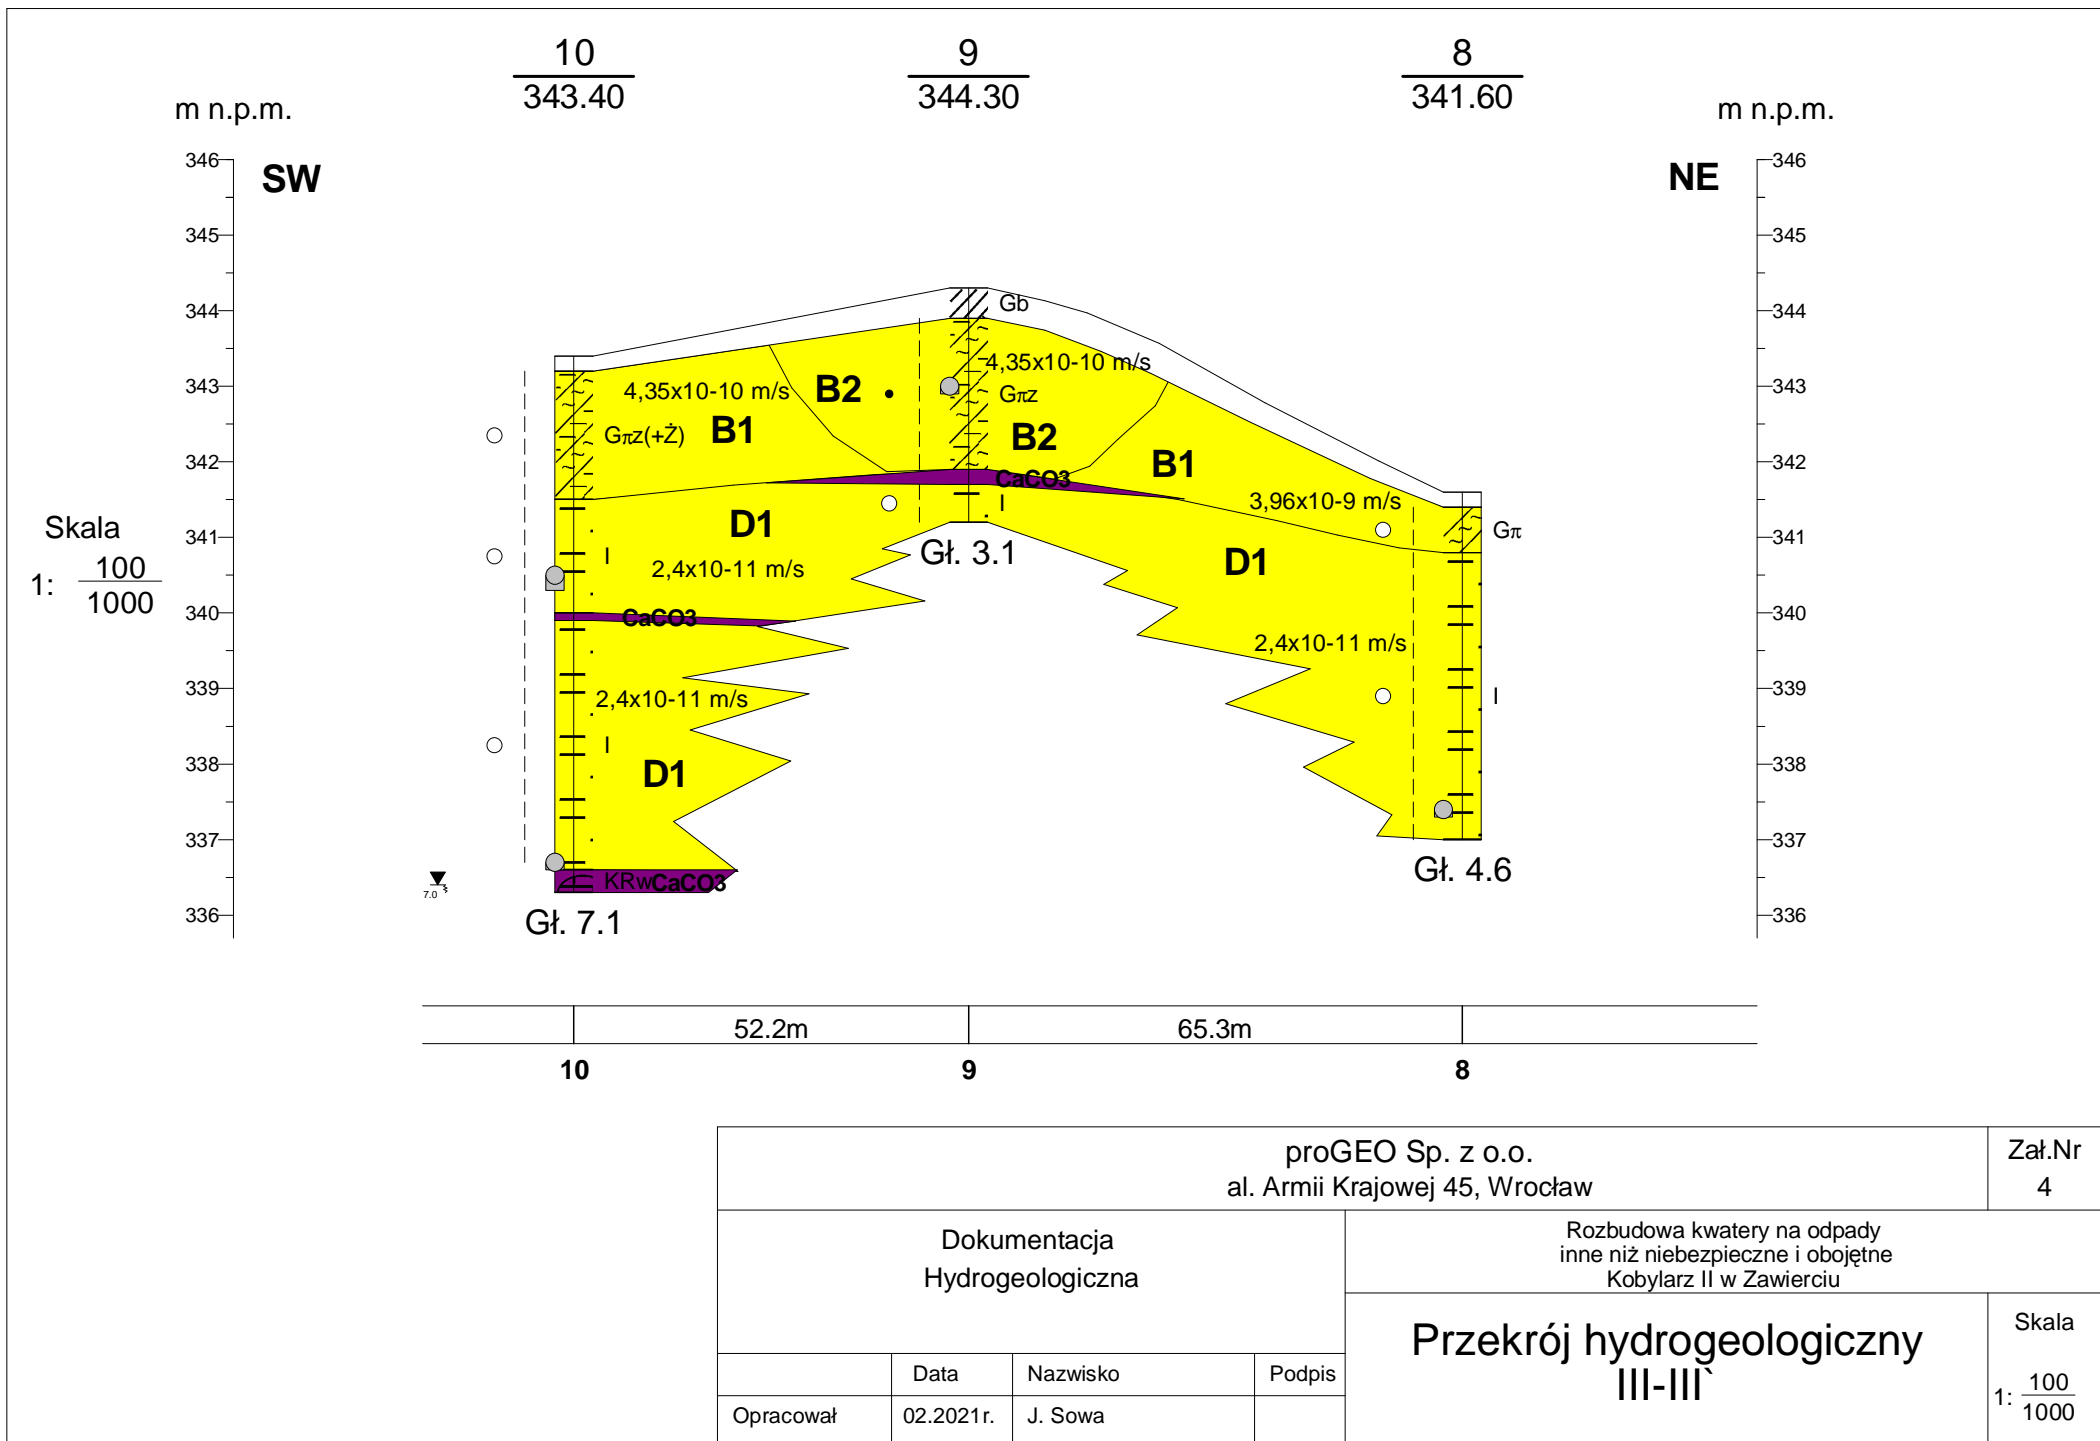 10
343.40
9
344.30
8
341.60
m n.p.m.
m n.p.m.
SW
NE
346
345
344
343
342
341
340
339
338
337
336
346
345
344
343
342
341
340
339
338
337
336
Skala
1: 100
1000
Gb
4,35x10-10 m/s
4,35x10-10 m/s
B2
Gπz
Gπz(+Ż)
B1
B2
B1
CaCO3
I
3,96x10-9 m/s
D1
Gπ
Gł. 3.1
I
2,4x10-11 m/s
D1
CaCO3
2,4x10-11 m/s
2,4x10-11 m/s
I
I
D1
7.0
KRwCaCO3
Gł. 4.6
Gł. 7.1
52.2m
65.3m
10
9
8
proGEO Sp. z o.o.
al. Armii Krajowej 45, Wrocław
Zał.Nr
4
Dokumentacja
Hydrogeologiczna
Rozbudowa kwatery na odpady
inne niż niebezpieczne i obojętne
Kobylarz II w Zawierciu
Przekrój hydrogeologiczny
III-III`
Skala
1: 100
1000
Data
Nazwisko
Podpis
Opracował
02.2021r.
J. Sowa